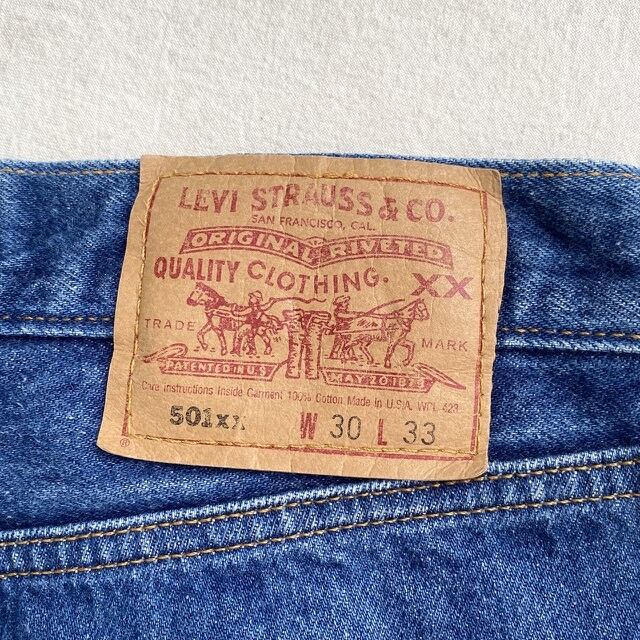 LEVI STRAUSS & CO.
SAN FRANCISCO, CAL.
ORIGINAL RIVETED
QUALITY CLOTHING. XX
TRADE MARK
PATENTED IN U.S. MAY 20 1873
Care Instructions Inside Garment 100% Cotton Made In U.S.A. WPL 423
501xx W 30 L 33
®